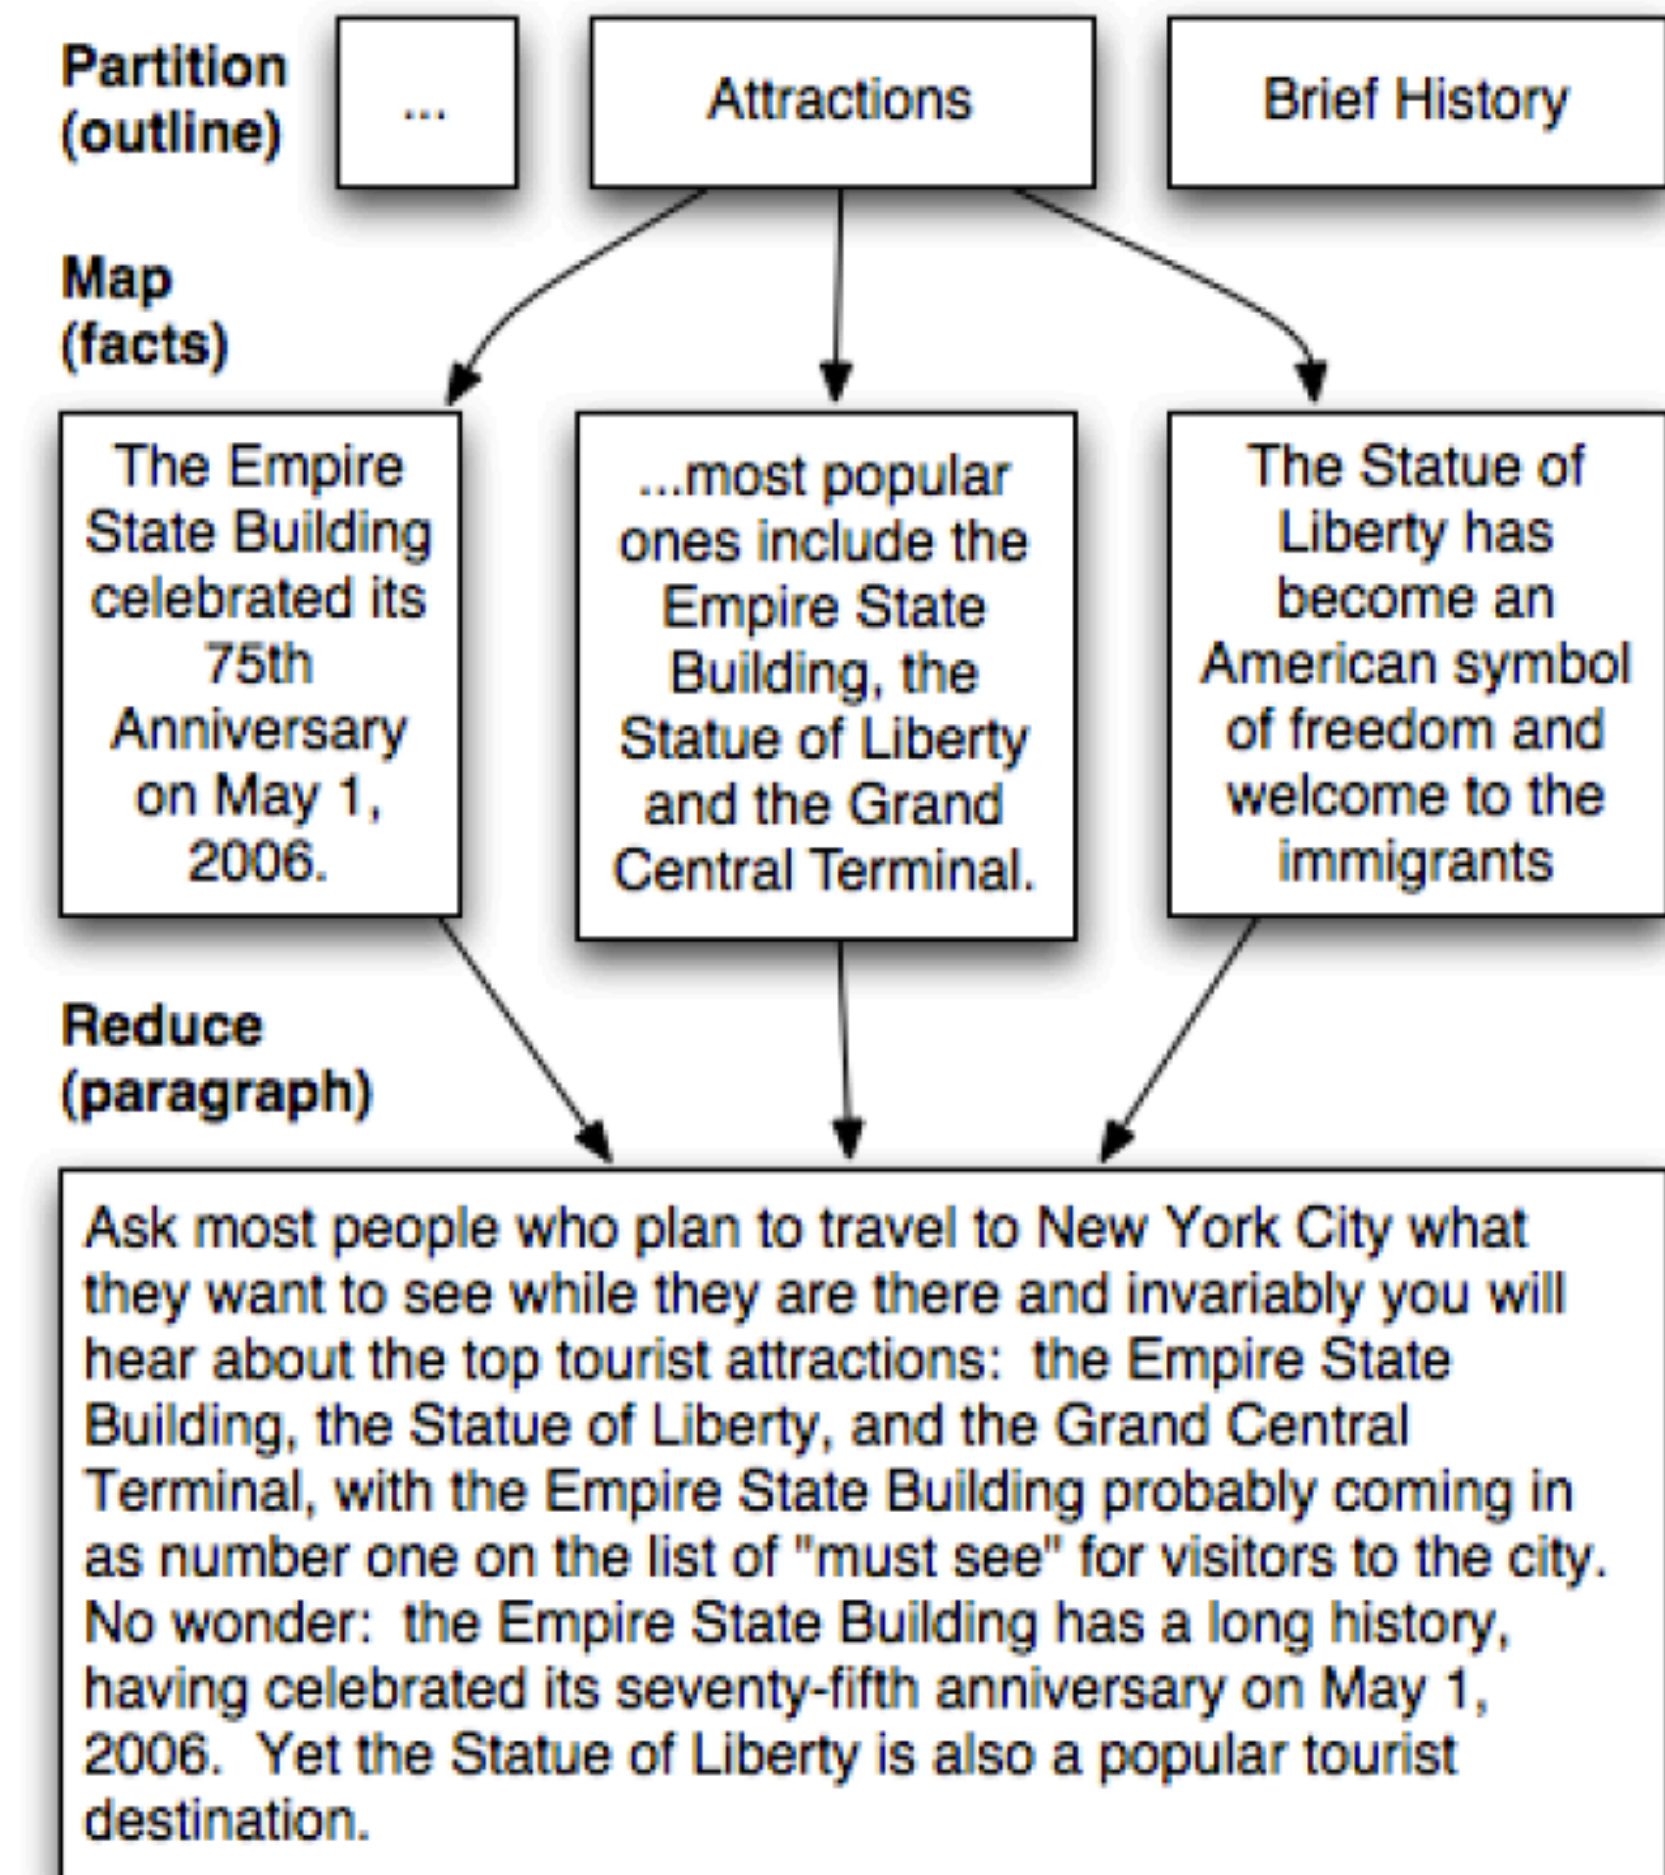 Partition
(outline)
...
Attractions
Brief History
Map
(facts)
The Empire
State Building
celebrated its
75th
Anniversary
on May 1,
2006.
...most popular
ones include the
Empire State
Building, the
Statue of Liberty
and the Grand
Central Terminal.
The Statue of
Liberty has
become an
American symbol
of freedom and
welcome to the
immigrants
Reduce
(paragraph)
Ask most people who plan to travel to New York City what
they want to see while they are there and invariably you will
hear about the top tourist attractions:  the Empire State
Building, the Statue of Liberty, and the Grand Central
Terminal, with the Empire State Building probably coming in
as number one on the list of "must see" for visitors to the city.
No wonder:  the Empire State Building has a long history,
having celebrated its seventy-fifth anniversary on May 1,
2006.  Yet the Statue of Liberty is also a popular tourist
destination.